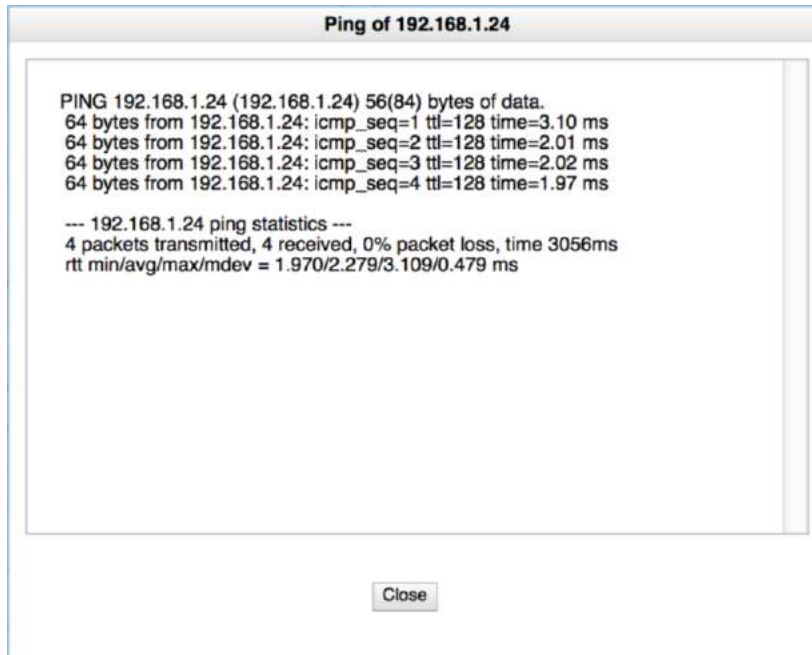 Ping of 192.168.1.24
PING 192.168.1.24 (192.168.1.24) 56(84) bytes of data.
64 bytes from 192.168.1.24: icmp_seq=1 ttl=128 time=3.10 ms
64 bytes from 192.168.1.24: icmp_seq=2 ttl=128 time=2.01 ms
64 bytes from 192.168.1.24: icmp_seq=3 ttl=128 time=2.02 ms
64 bytes from 192.168.1.24: icmp_seq=4 ttl=128 time=1.97 ms
--- 192.168.1.24 ping statistics ---
4 packets transmitted, 4 received, 0% packet loss, time 3056ms
rtt min/avg/max/mdev = 1.970/2.279/3.109/0.479 ms
Close